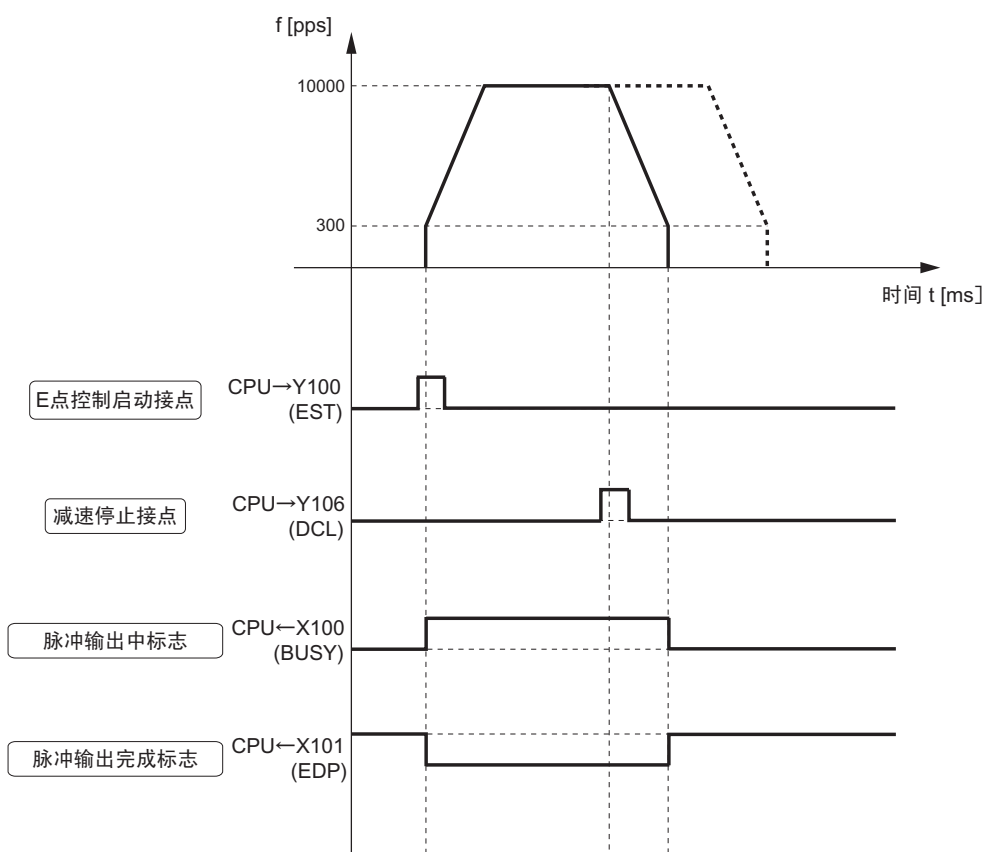 f [pps]
10000
300
时间 t [ms]
E点控制启动接点
CPU→Y100
(EST)
减速停止接点
CPU→Y106
(DCL)
脉冲输出中标志
CPU←X100
(BUSY)
脉冲输出完成标志
CPU←X101
(EDP)